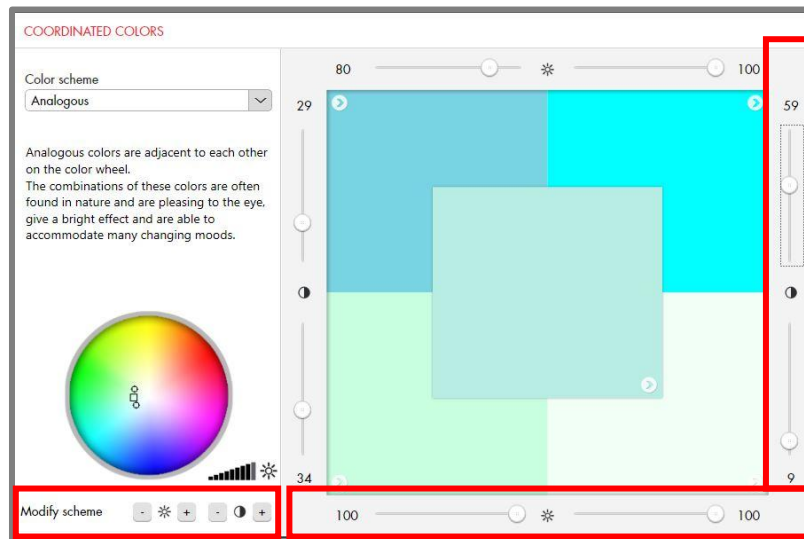 COORDINATED COLORS
Color scheme
Analogous
Analogous colors are adjacent to each other
on the color wheel.
The combinations of these colors are often
found in nature and are pleasing to the eye,
give a bright effect and are able to
accommodate many changing moods.
Modify scheme - + - +
80 100
29 59
34 9
100 100